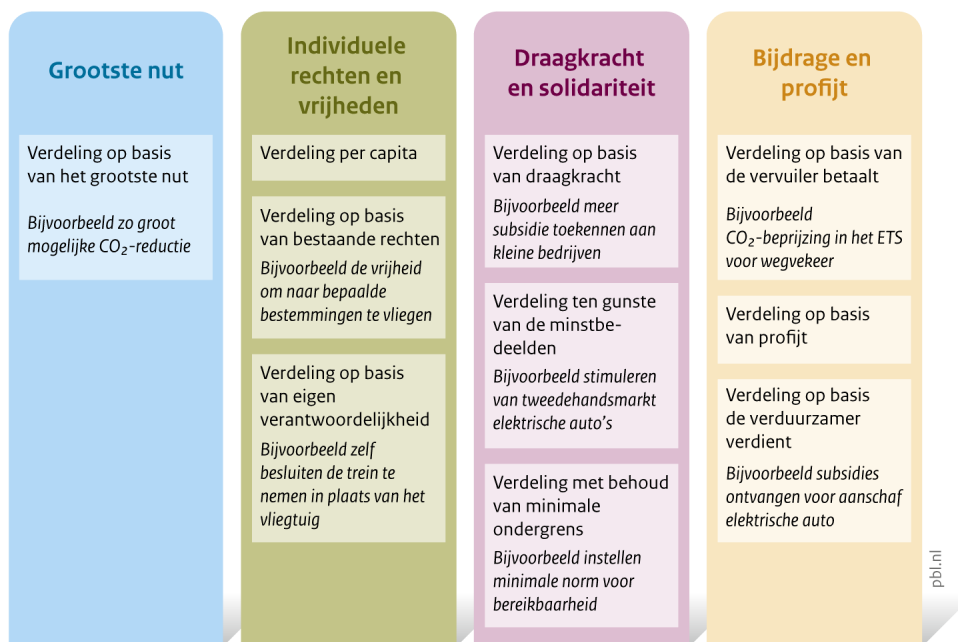 Grootste nut
Verdeling op basis
van het grootste nut
Bijvoorbeeld zo groot
mogelijke CO₂-reductie
Individuele
rechten en
vrijheden
Verdeling per capita
Verdeling op basis
van bestaande rechten
Bijvoorbeeld de vrijheid
om naar bepaalde
bestemmingen te vliegen
Verdeling op basis
van eigen
verantwoordelijkheid
Bijvoorbeeld zelf
besluiten de trein te
nemen in plaats van het
vliegtuig
Draagkracht
en solidariteit
Verdeling op basis
van draagkracht
Bijvoorbeeld meer
subsidie toekennen aan
kleine bedrijven
Verdeling ten gunste
van de minstbe-
deelden
Bijvoorbeeld stimuleren
van tweedehandsmarkt
elektrische auto's
Verdeling met behoud
van minimale
ondergrens
Bijvoorbeeld instellen
minimale norm voor
bereikbaarheid
Bijdrage en
profijt
Verdeling op basis van
de vervuiler betaalt
Bijvoorbeeld
CO₂-beprijzing in het ETS
voor wegvekeer
Verdeling op basis
van profijt
Verdeling op basis
de verduurzamer
verdient
Bijvoorbeeld subsidies
ontvangen voor aanschaf
elektrische auto
pbl.nl